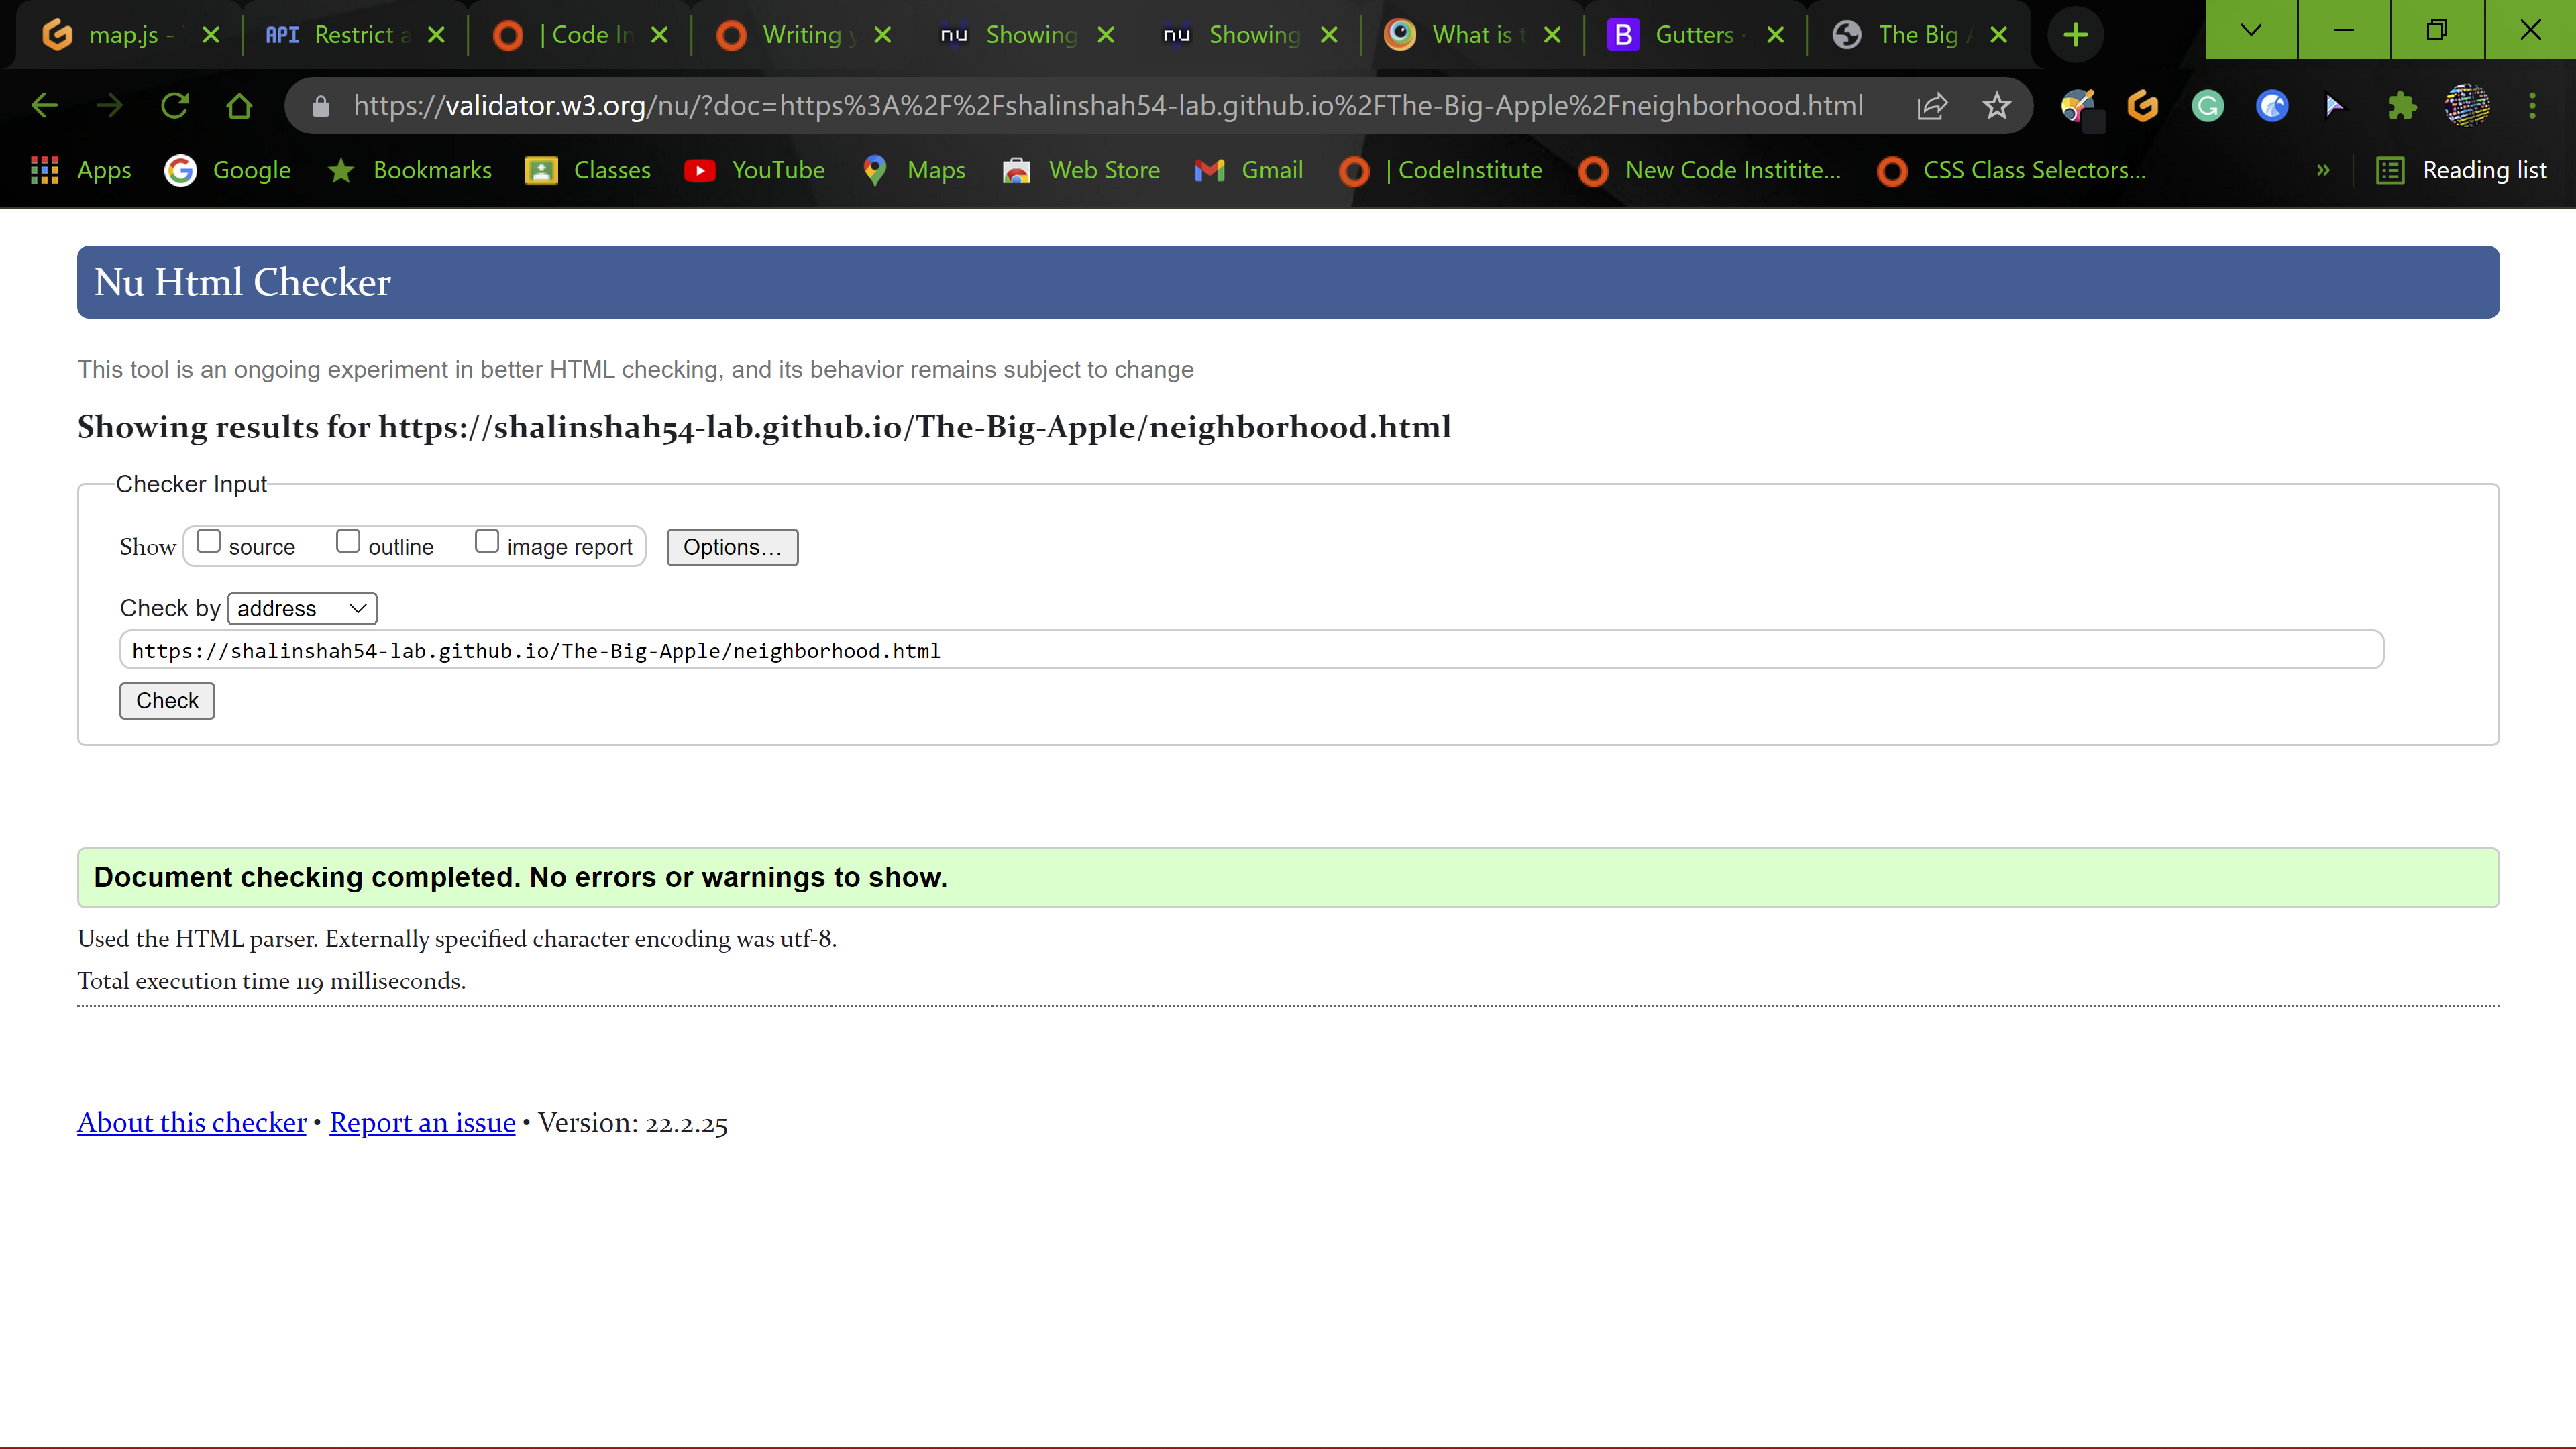 map.js -
API Restrict a
| Code In
Writing y
nu Showing
nu Showing
What is t
B Gutters ·
The Big A
https://validator.w3.org/nu/?doc=https%3A%2F%2Fshalinshah54-lab.github.io%2FThe-Big-Apple%2Fneighborhood.html
Apps Google Bookmarks Classes YouTube Maps Web Store Gmail | CodeInstitute New Code Institite... CSS Class Selectors... » Reading list
Nu Html Checker
This tool is an ongoing experiment in better HTML checking, and its behavior remains subject to change
Showing results for https://shalinshah54-lab.github.io/The-Big-Apple/neighborhood.html
Checker Input
Show source outline image report Options...
Check by address
https://shalinshah54-lab.github.io/The-Big-Apple/neighborhood.html
Check
Document checking completed. No errors or warnings to show.
Used the HTML parser. Externally specified character encoding was utf-8.
Total execution time 119 milliseconds.
About this checker • Report an issue • Version: 22.2.25